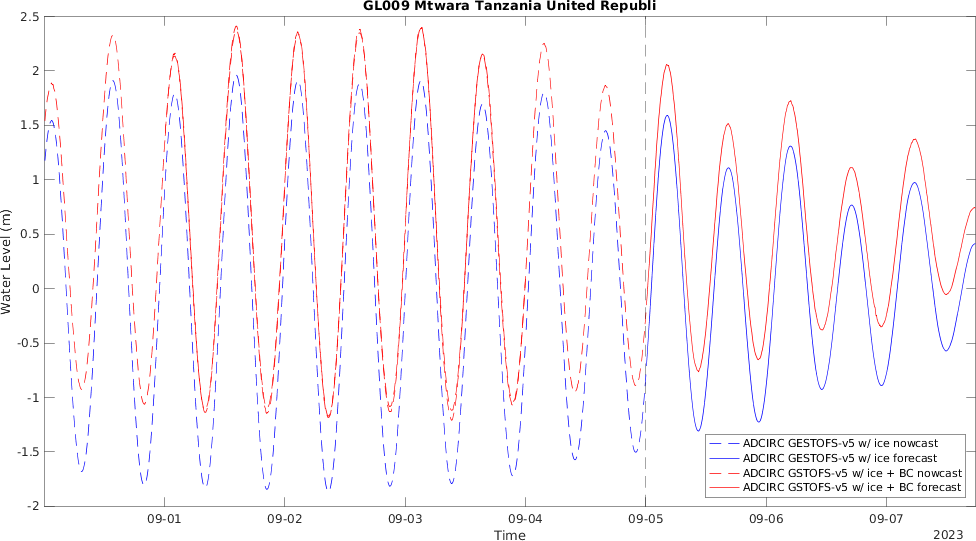 GL009 Mtwara Tanzania United Republi
2.5
2
1.5
1
0.5
0
-0.5
-1
-1.5
-2
Water Level (m)
09-01
09-02
09-03
09-04
09-05
09-06
09-07
Time
2023
ADCIRC GESTOFS-v5 w/ ice nowcast
ADCIRC GESTOFS-v5 w/ ice forecast
ADCIRC GSTOFS-v5 w/ ice + BC nowcast
ADCIRC GSTOFS-v5 w/ ice + BC forecast